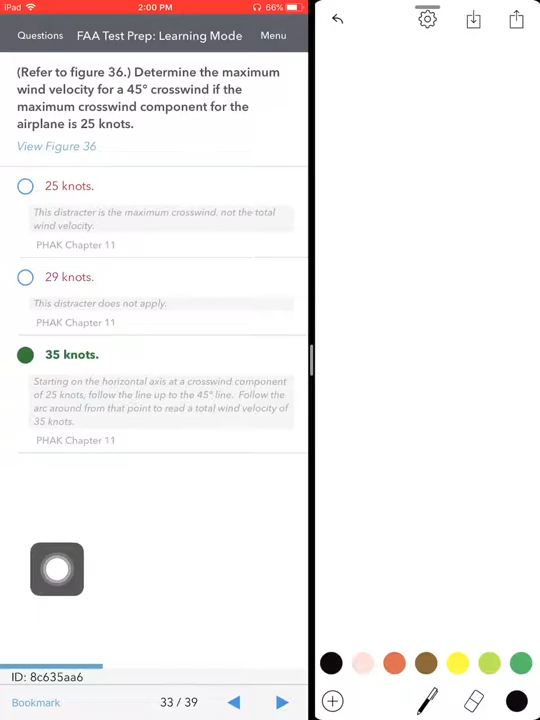 iPad
2:00 PM
66%
Questions
FAA Test Prep: Learning Mode
Menu
(Refer to figure 36.) Determine the maximum
wind velocity for a 45° crosswind if the
maximum crosswind component for the
airplane is 25 knots.
View Figure 36
25 knots.
This distracter is the maximum crosswind, not the total
wind velocity.
PHAK Chapter 11
29 knots.
This distracter does not apply.
PHAK Chapter 11
35 knots.
Starting on the horizontal axis at a crosswind component
of 25 knots, follow the line up to the 45° line. Follow the
arc around from that point to read a total wind velocity of
35 knots.
PHAK Chapter 11
ID: 8c635aa6
Bookmark
33 / 39